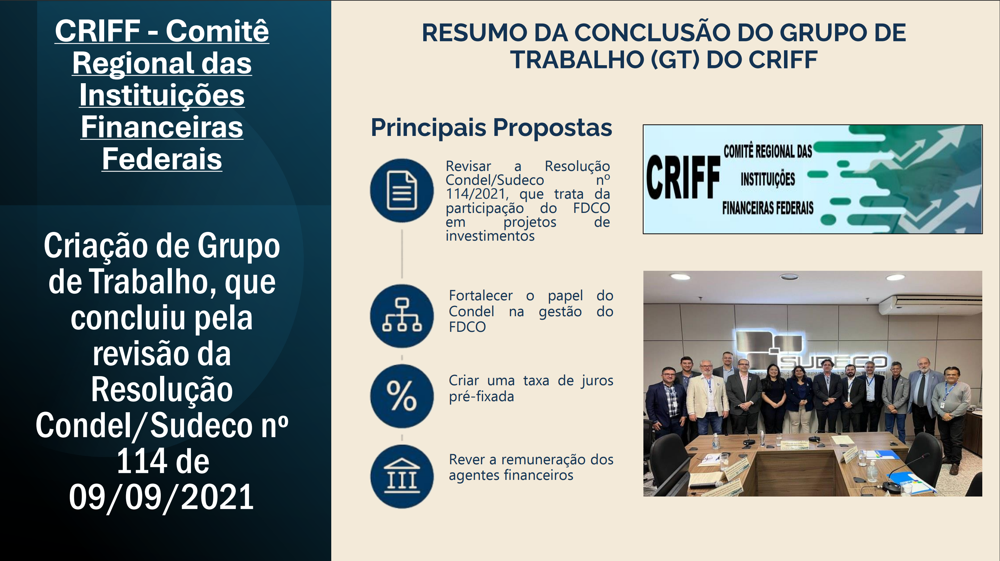 CRIFF - Comitê
Regional das
Instituições
Financeiras
Federais
Criação de Grupo
de Trabalho, que
concluiu pela
revisão da
Resolução
Condel/Sudeco nº
114 de
09/09/2021
RESUMO DA CONCLUSÃO DO GRUPO DE
TRABALHO (GT) DO CRIFF
Principais Propostas
Revisar a Resolução
Condel/Sudeco nº
114/2021, que trata da
participação do FDCO
em projetos de
investimentos
Fortalecer o papel do
Condel na gestão do
FDCO
Criar uma taxa de juros
pré-fixada
Rever a remuneração dos
agentes financeiros
CRIFF
COMITÊ REGIONAL DAS
INSTITUIÇÕES
FINANCEIRAS FEDERAIS
SUDECO